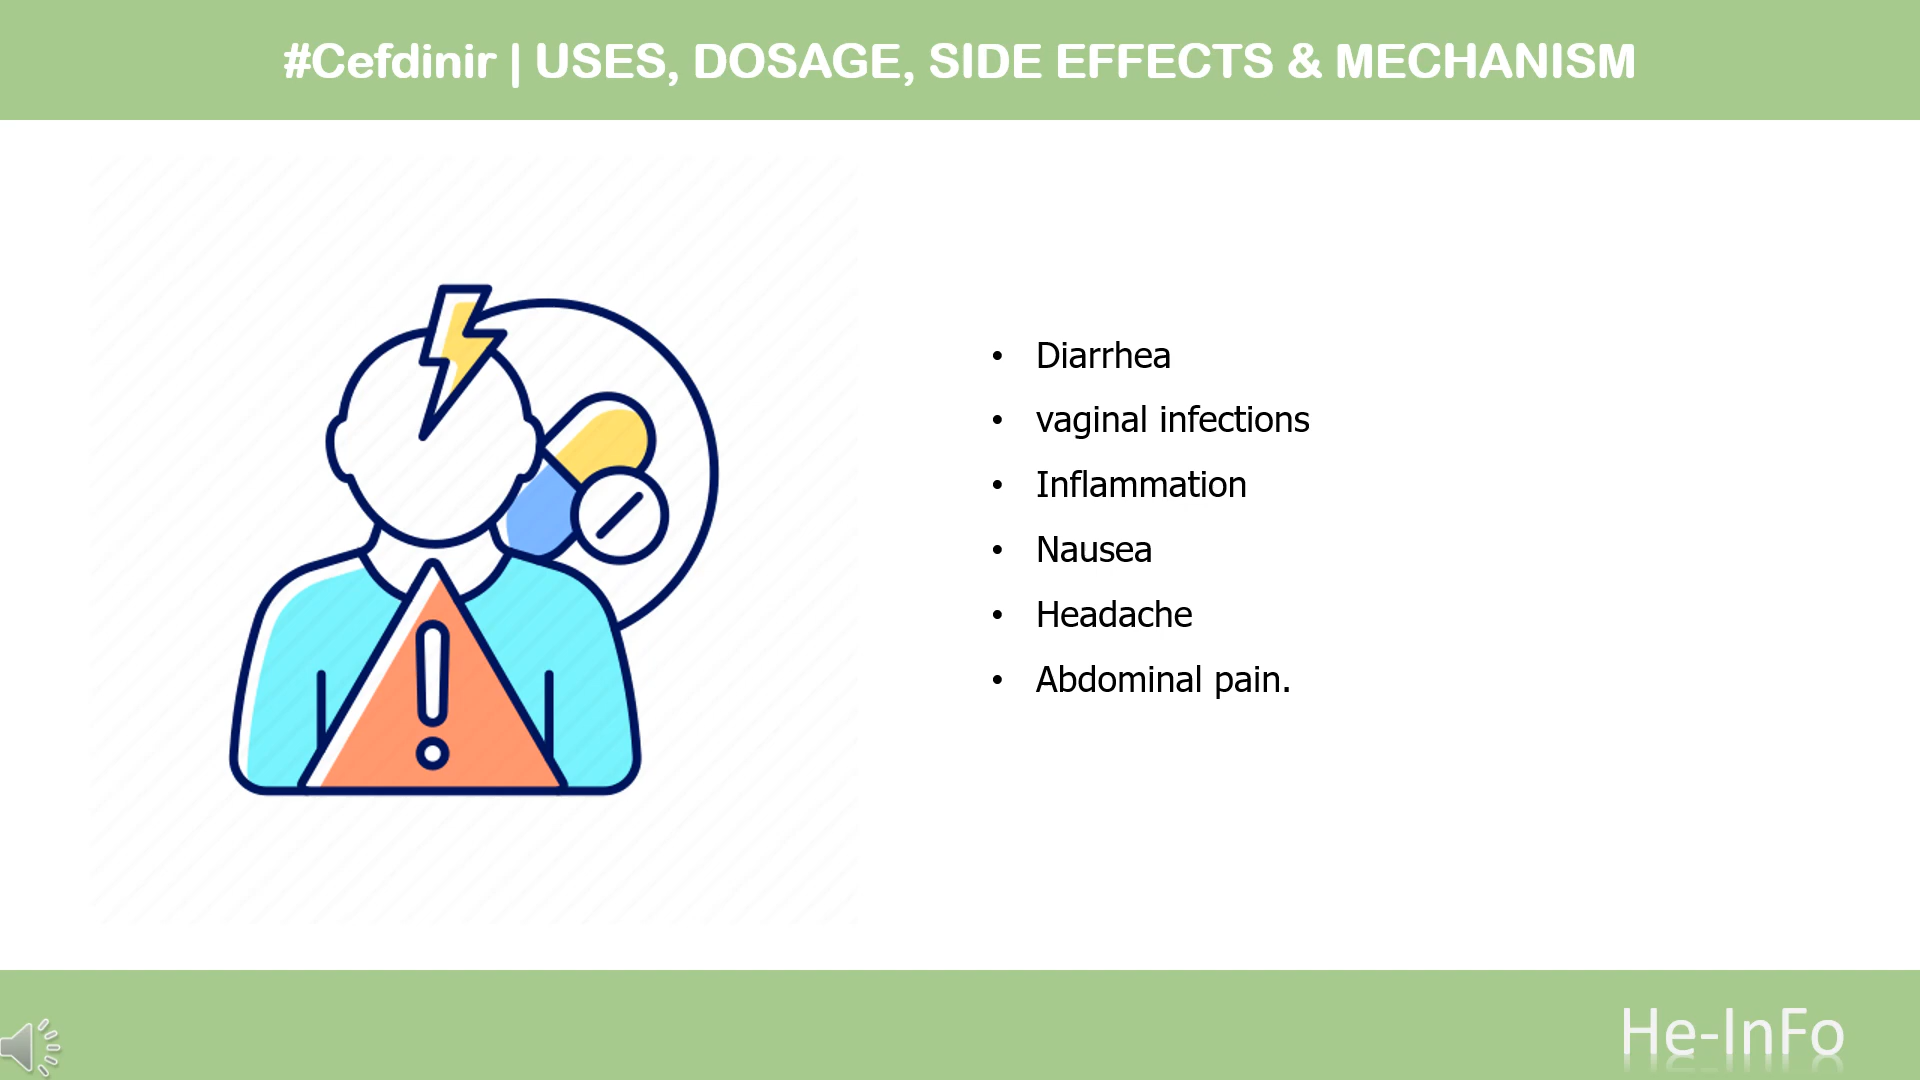 #Cefdinir | USES, DOSAGE, SIDE EFFECTS & MECHANISM
• Diarrhea
• vaginal infections
• Inflammation
• Nausea
• Headache
• Abdominal pain.
He-InFo